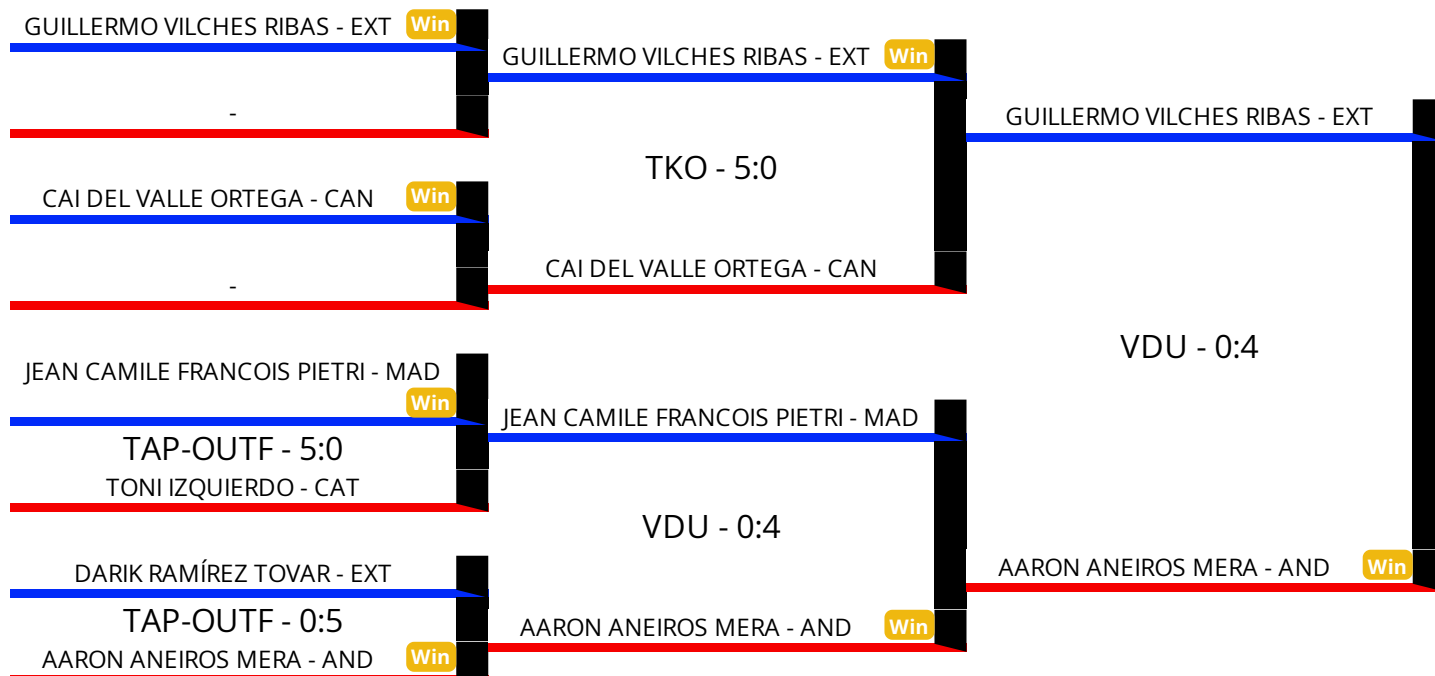 GUILLERMO VILCHES RIBAS - EXT Win
-
CAI DEL VALLE ORTEGA - CAN Win
-
JEAN CAMILE FRANCOIS PIETRI - MAD
Win
TAP-OUTF - 5:0
TONI IZQUIERDO - CAT
DARIK RAMÍREZ TOVAR - EXT
TAP-OUTF - 0:5
AARON ANEIROS MERA - AND Win
GUILLERMO VILCHES RIBAS - EXT Win
TKO - 5:0
CAI DEL VALLE ORTEGA - CAN
JEAN CAMILE FRANCOIS PIETRI - MAD
VDU - 0:4
AARON ANEIROS MERA - AND Win
GUILLERMO VILCHES RIBAS - EXT
VDU - 0:4
AARON ANEIROS MERA - AND Win